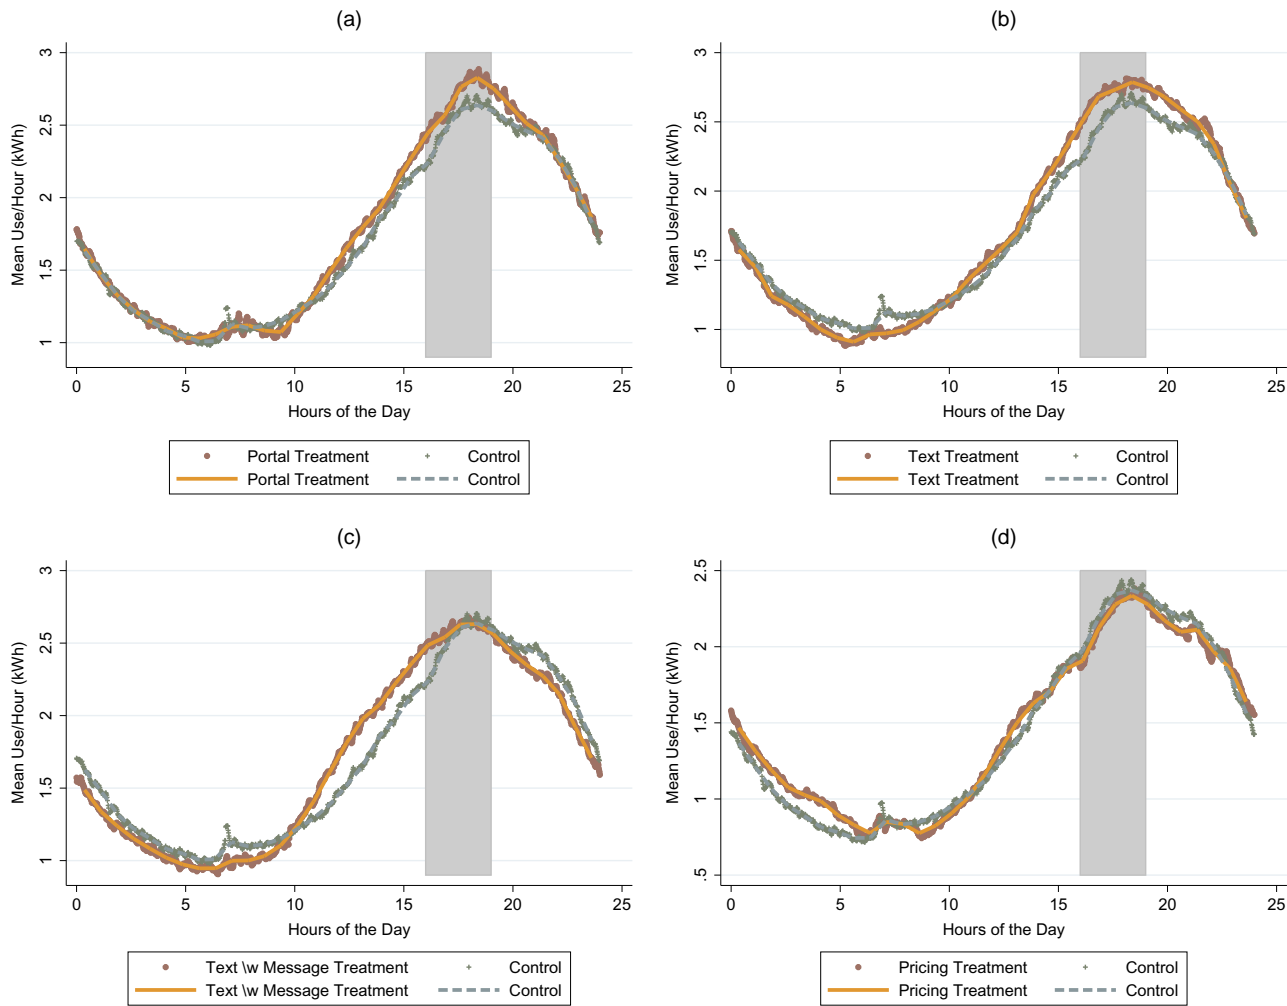 (a)
Mean Use/Hour (kWh)
3
2.5
2
1.5
1
0 5 10 15 20 25
Hours of the Day
Portal Treatment Control
Portal Treatment Control
(b)
Mean Use/Hour (kWh)
3
2.5
2
1.5
1
0 5 10 15 20 25
Hours of the Day
Text Treatment Control
Text Treatment Control
(c)
Mean Use/Hour (kWh)
3
2.5
2
1.5
1
0 5 10 15 20 25
Hours of the Day
Text \w Message Treatment Control
Text \w Message Treatment Control
(d)
Mean Use/Hour (kWh)
2.5
2
1.5
1
.5
0 5 10 15 20 25
Hours of the Day
Pricing Treatment Control
Pricing Treatment Control